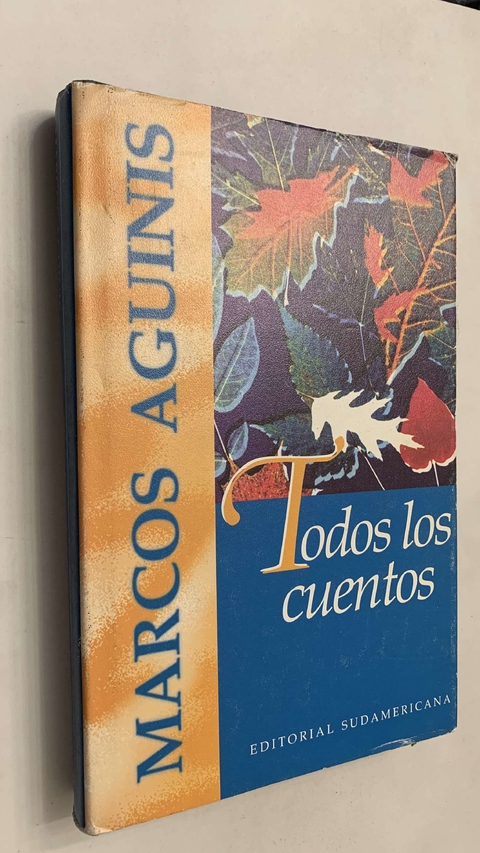 MARCOS AGUINIS
Todos los
cuentos
EDITORIAL SUDAMERICANA